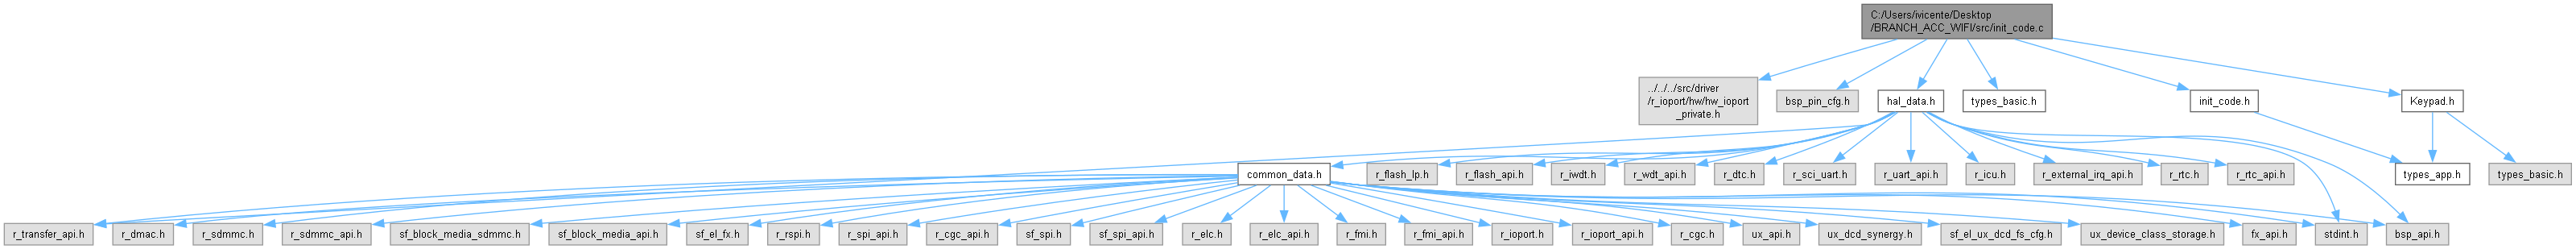 C:/Users/ivicente/Desktop
/BRANCH_ACC_WIFI/src/init_code.c
../../../src/driver
/r_ioport/hw/hw_ioport
_private.h
bsp_pin_cfg.h
hal_data.h
types_basic.h
init_code.h
Keypad.h
common_data.h
r_flash_lp.h
r_flash_api.h
r_iwdt.h
r_wdt_api.h
r_dtc.h
r_sci_uart.h
r_uart_api.h
r_icu.h
r_external_irq_api.h
r_rtc.h
r_rtc_api.h
types_app.h
types_basic.h
r_transfer_api.h
r_dmac.h
r_sdmmc.h
r_sdmmc_api.h
sf_block_media_sdmmc.h
sf_block_media_api.h
sf_el_fx.h
r_rspi.h
r_spi_api.h
r_cgc_api.h
sf_spi.h
sf_spi_api.h
r_elc.h
r_elc_api.h
r_fmi.h
r_fmi_api.h
r_ioport.h
r_ioport_api.h
r_cgc.h
ux_api.h
ux_dcd_synergy.h
sf_el_ux_dcd_fs_cfg.h
ux_device_class_storage.h
fx_api.h
stdint.h
bsp_api.h